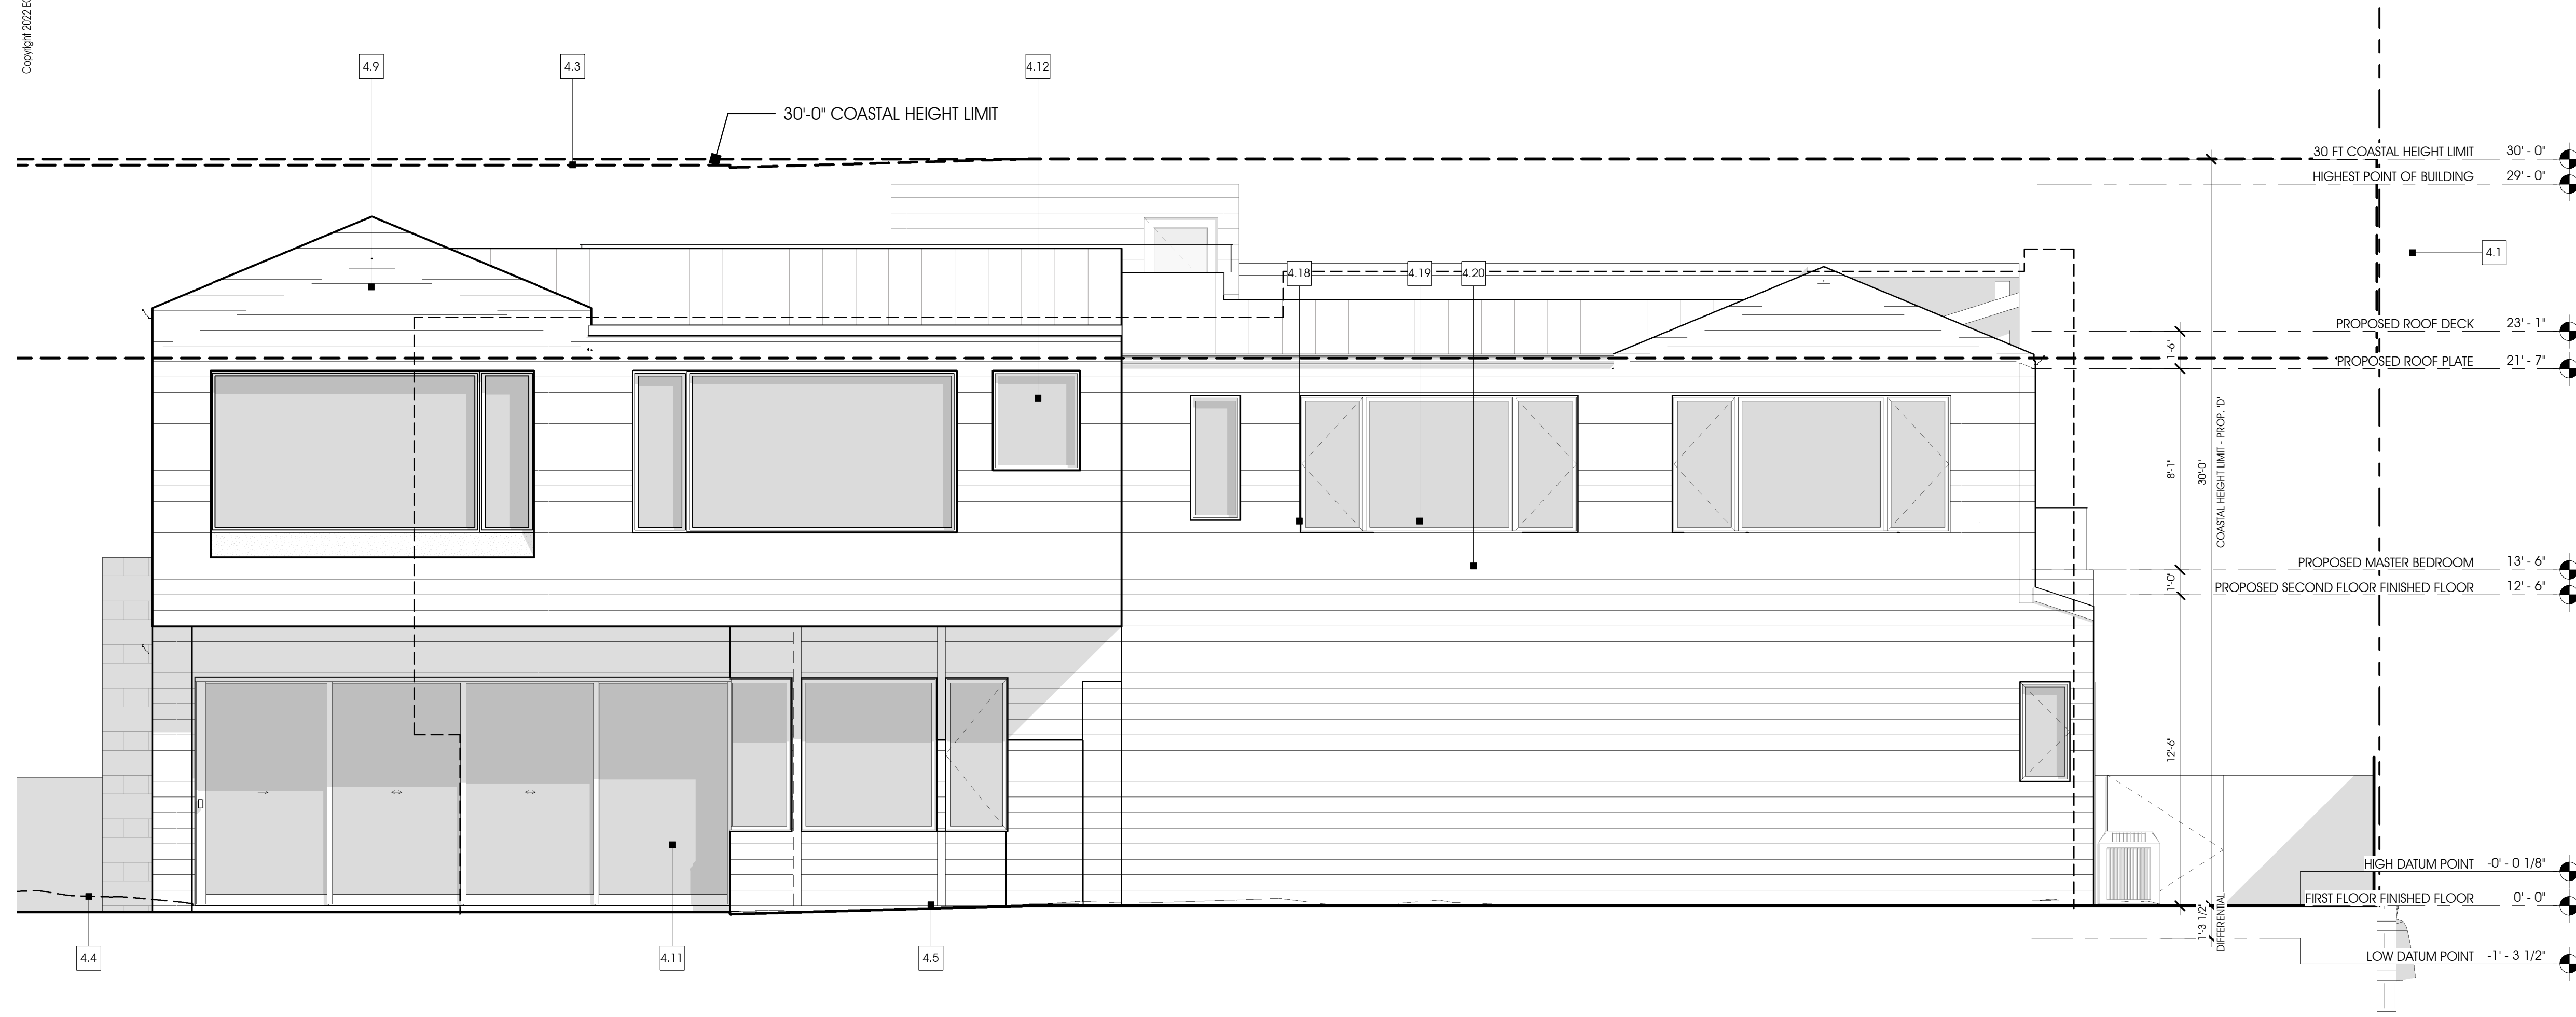 Copyright 2022 EC
4.9
4.3
4.12
30'-0" COASTAL HEIGHT LIMIT
30 FT COASTAL HEIGHT LIMIT 30' - 0"
HIGHEST POINT OF BUILDING 29' - 0"
4.1
4.18
4.19
4.20
PROPOSED ROOF DECK 23' - 1"
1'-6"
PROPOSED ROOF PLATE 21' - 7"
8'-1"
30'-0"
COASTAL HEIGHT LIMIT - PROP. 'D'
PROPOSED MASTER BEDROOM 13' - 6"
1'-0"
PROPOSED SECOND FLOOR FINISHED FLOOR 12' - 6"
12'-6"
HIGH DATUM POINT -0' - 0 1/8"
FIRST FLOOR FINISHED FLOOR 0' - 0"
1'-3 1/2"
DIFFERENTIAL
LOW DATUM POINT -1' - 3 1/2"
4.4
4.11
4.5